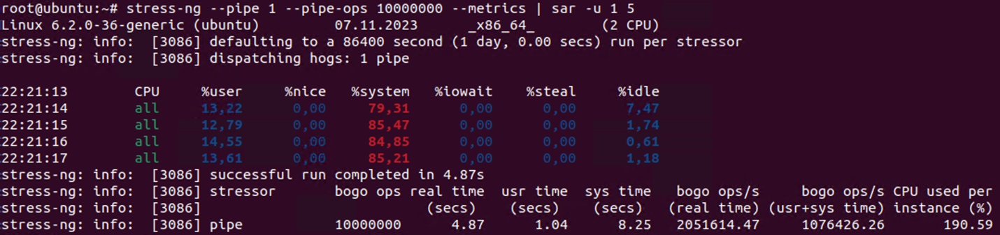 root@ubuntu:~# stress-ng --pipe 1 --pipe-ops 10000000 --metrics | sar -u 1 5
Linux 6.2.0-36-generic (ubuntu)         07.11.2023      _x86_64_        (2 CPU)
stress-ng: info:  [3086] defaulting to a 86400 second (1 day, 0.00 secs) run per stressor
stress-ng: info:  [3086] dispatching hogs: 1 pipe

22:21:13        CPU     %user     %nice   %system   %iowait    %steal     %idle
22:21:14        all     13,22      0,00     79,31      0,00      0,00      7,47
22:21:15        all     12,79      0,00     85,47      0,00      0,00      1,74
22:21:16        all     14,55      0,00     84,85      0,00      0,00      0,61
22:21:17        all     13,61      0,00     85,21      0,00      0,00      1,18
stress-ng: info:  [3086] successful run completed in 4.87s
stress-ng: info:  [3086] stressor       bogo ops real time  usr time  sys time   bogo ops/s     bogo ops/s CPU used per
stress-ng: info:  [3086]                           (secs)    (secs)    (secs)   (real time) (usr+sys time) instance (%)
stress-ng: info:  [3086] pipe           10000000      4.87      1.04      8.25   2051614.47     1076426.26       190.59